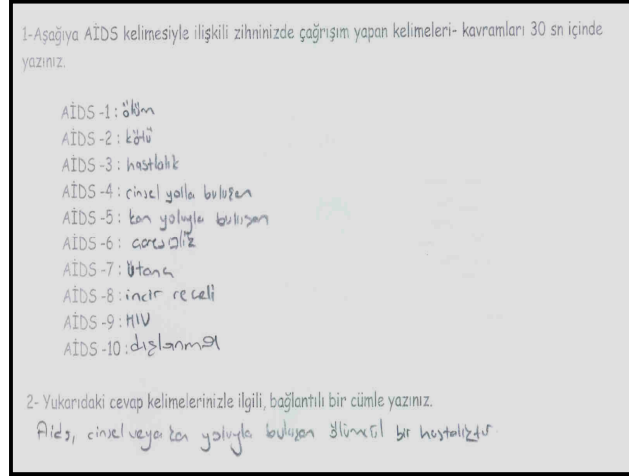 1-Aşağıya AİDS kelimesiyle ilişkili zihninizde çağrışım yapan kelimeleri- kavramları 30 sn içinde
yazınız.
AİDS -1 : ölüm
AİDS -2 : kötü
AİDS -3 : hastalık
AİDS -4 : cinsel yolla bulaşan
AİDS -5 : kan yoluyla bulaşan
AİDS -6 :
AİDS -7 :
AİDS -8 : incir reçeli
AİDS -9 : HIV
AİDS -10 : dışlanma
2- Yukarıdaki cevap kelimelerinizle ilgili, bağlantılı bir cümle yazınız.
Aids, cinsel veya kan yoluyla bulaşan ölümcül bir hastalıktır.